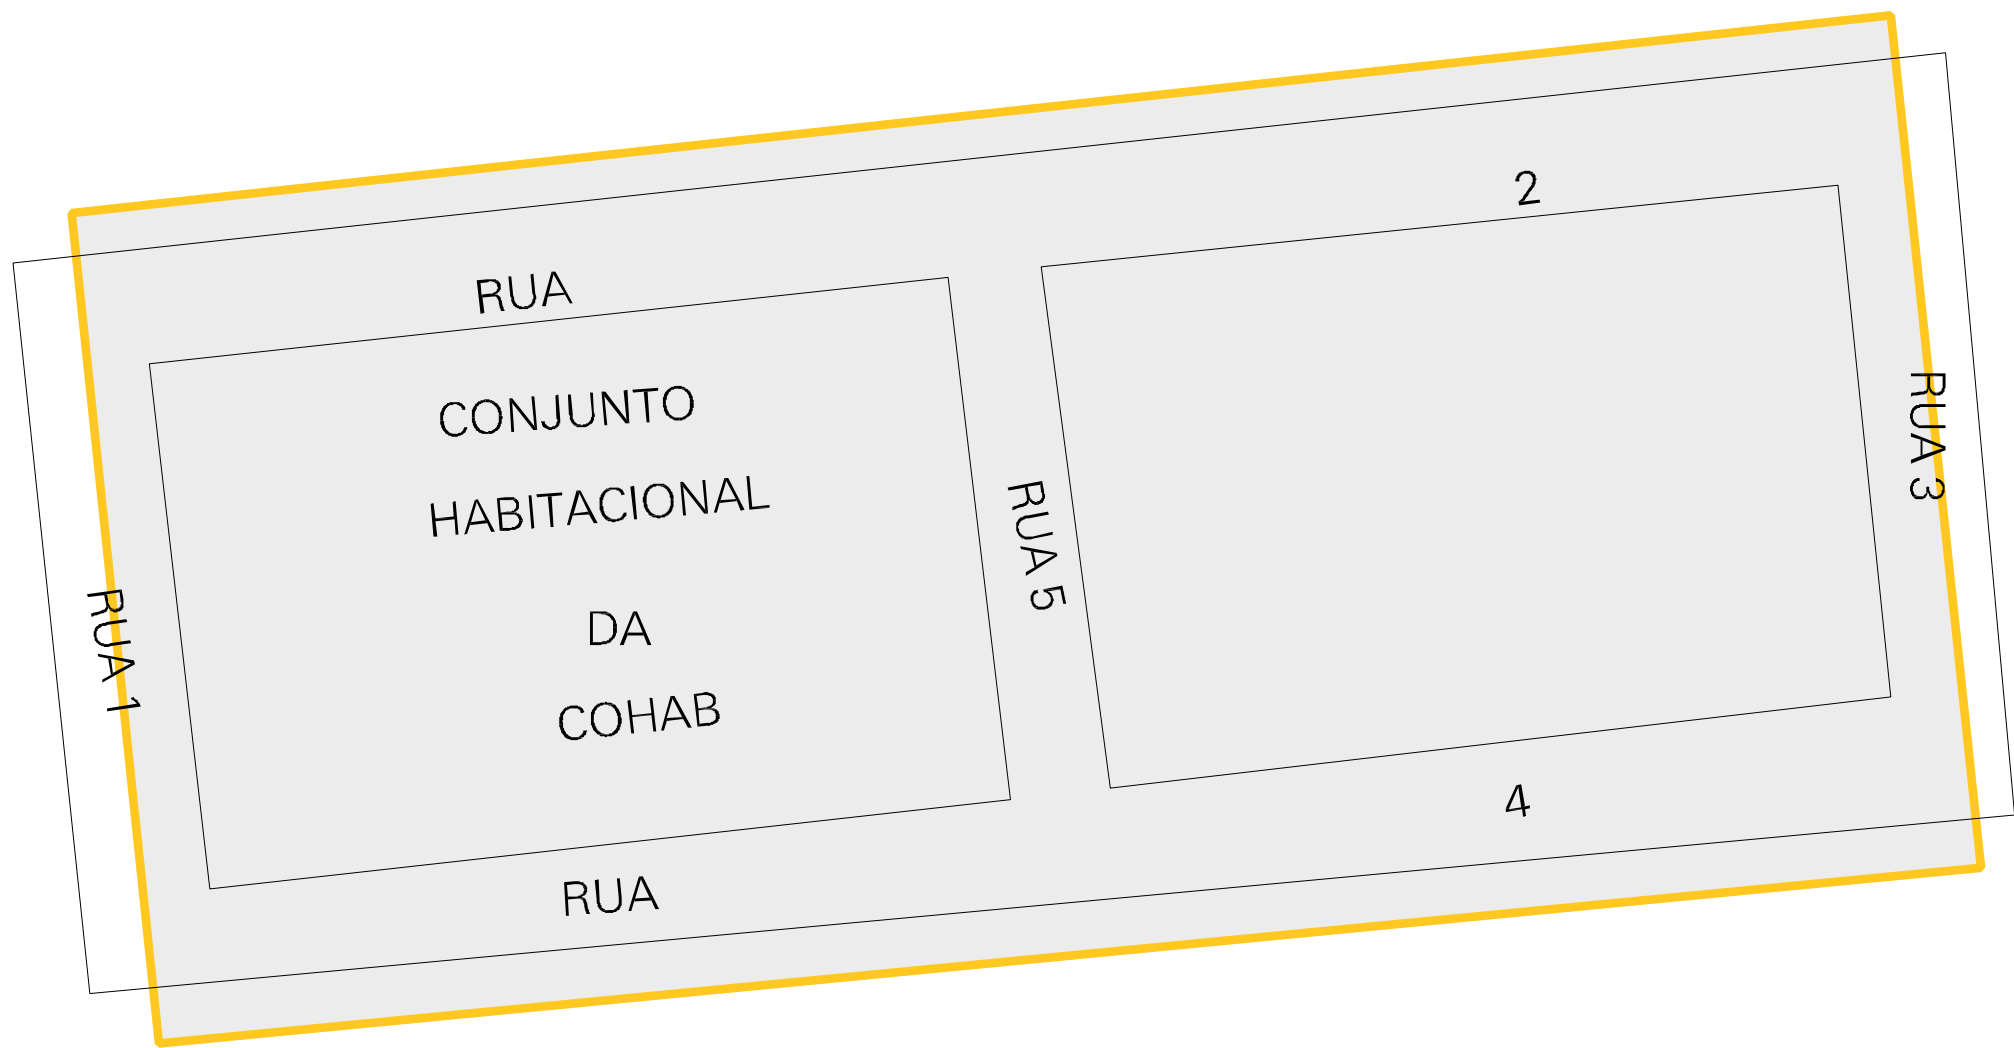 RUA 2
CONJUNTO
HABITACIONAL
DA
COHAB
RUA 1
RUA 5
RUA 3
RUA 4